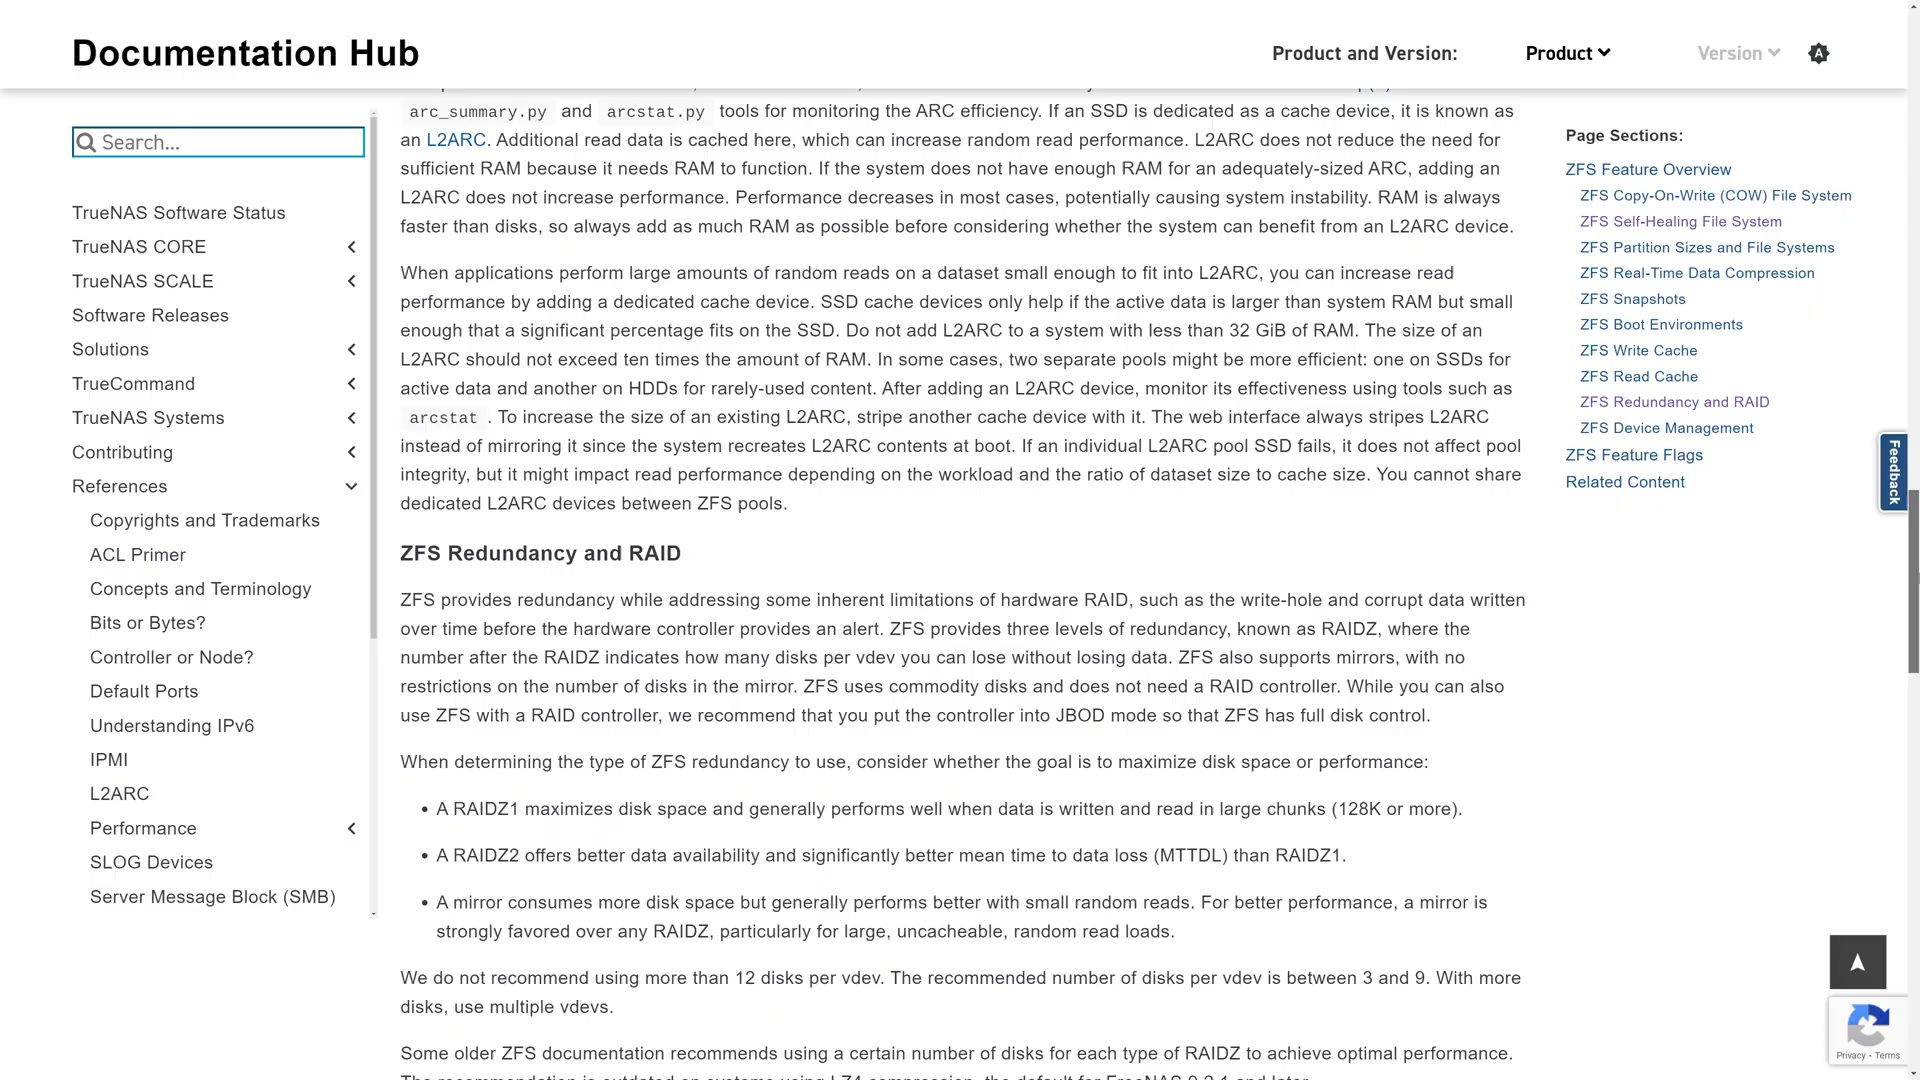 Documentation Hub
Product and Version:
Product
Version
Search...
TrueNAS Software Status
TrueNAS CORE
TrueNAS SCALE
Software Releases
Solutions
TrueCommand
TrueNAS Systems
Contributing
References
Copyrights and Trademarks
ACL Primer
Concepts and Terminology
Bits or Bytes?
Controller or Node?
Default Ports
Understanding IPv6
IPMI
L2ARC
Performance
SLOG Devices
Server Message Block (SMB)
arc_summary.py and arcstat.py tools for monitoring the ARC efficiency. If an SSD is dedicated as a cache device, it is known as
an L2ARC. Additional read data is cached here, which can increase random read performance. L2ARC does not reduce the need for
sufficient RAM because it needs RAM to function. If the system does not have enough RAM for an adequately-sized ARC, adding an
L2ARC does not increase performance. Performance decreases in most cases, potentially causing system instability. RAM is always
faster than disks, so always add as much RAM as possible before considering whether the system can benefit from an L2ARC device.
When applications perform large amounts of random reads on a dataset small enough to fit into L2ARC, you can increase read
performance by adding a dedicated cache device. SSD cache devices only help if the active data is larger than system RAM but small
enough that a significant percentage fits on the SSD. Do not add L2ARC to a system with less than 32 GiB of RAM. The size of an
L2ARC should not exceed ten times the amount of RAM. In some cases, two separate pools might be more efficient: one on SSDs for
active data and another on HDDs for rarely-used content. After adding an L2ARC device, monitor its effectiveness using tools such as
arcstat . To increase the size of an existing L2ARC, stripe another cache device with it. The web interface always stripes L2ARC
instead of mirroring it since the system recreates L2ARC contents at boot. If an individual L2ARC pool SSD fails, it does not affect pool
integrity, but it might impact read performance depending on the workload and the ratio of dataset size to cache size. You cannot share
dedicated L2ARC devices between ZFS pools.
ZFS Redundancy and RAID
ZFS provides redundancy while addressing some inherent limitations of hardware RAID, such as the write-hole and corrupt data written
over time before the hardware controller provides an alert. ZFS provides three levels of redundancy, known as RAIDZ, where the
number after the RAIDZ indicates how many disks per vdev you can lose without losing data. ZFS also supports mirrors, with no
restrictions on the number of disks in the mirror. ZFS uses commodity disks and does not need a RAID controller. While you can also
use ZFS with a RAID controller, we recommend that you put the controller into JBOD mode so that ZFS has full disk control.
When determining the type of ZFS redundancy to use, consider whether the goal is to maximize disk space or performance:
• A RAIDZ1 maximizes disk space and generally performs well when data is written and read in large chunks (128K or more).
• A RAIDZ2 offers better data availability and significantly better mean time to data loss (MTTDL) than RAIDZ1.
• A mirror consumes more disk space but generally performs better with small random reads. For better performance, a mirror is
strongly favored over any RAIDZ, particularly for large, uncacheable, random read loads.
We do not recommend using more than 12 disks per vdev. The recommended number of disks per vdev is between 3 and 9. With more
disks, use multiple vdevs.
Some older ZFS documentation recommends using a certain number of disks for each type of RAIDZ to achieve optimal performance.
Page Sections:
ZFS Feature Overview
ZFS Copy-On-Write (COW) File System
ZFS Self-Healing File System
ZFS Partition Sizes and File Systems
ZFS Real-Time Data Compression
ZFS Snapshots
ZFS Boot Environments
ZFS Write Cache
ZFS Read Cache
ZFS Redundancy and RAID
ZFS Device Management
ZFS Feature Flags
Related Content
Feedback
Privacy - Terms